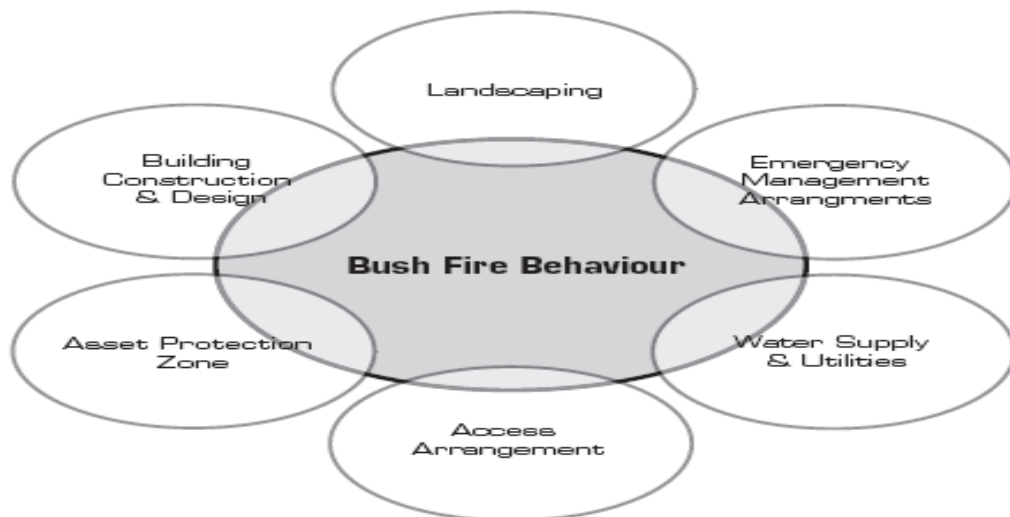 Landscaping
Building
Construction
& Design
Emergency
Management
Arrangments
Bush Fire Behaviour
Asset Protection
Zone
Water Supply
& Utilities
Access
Arrangement